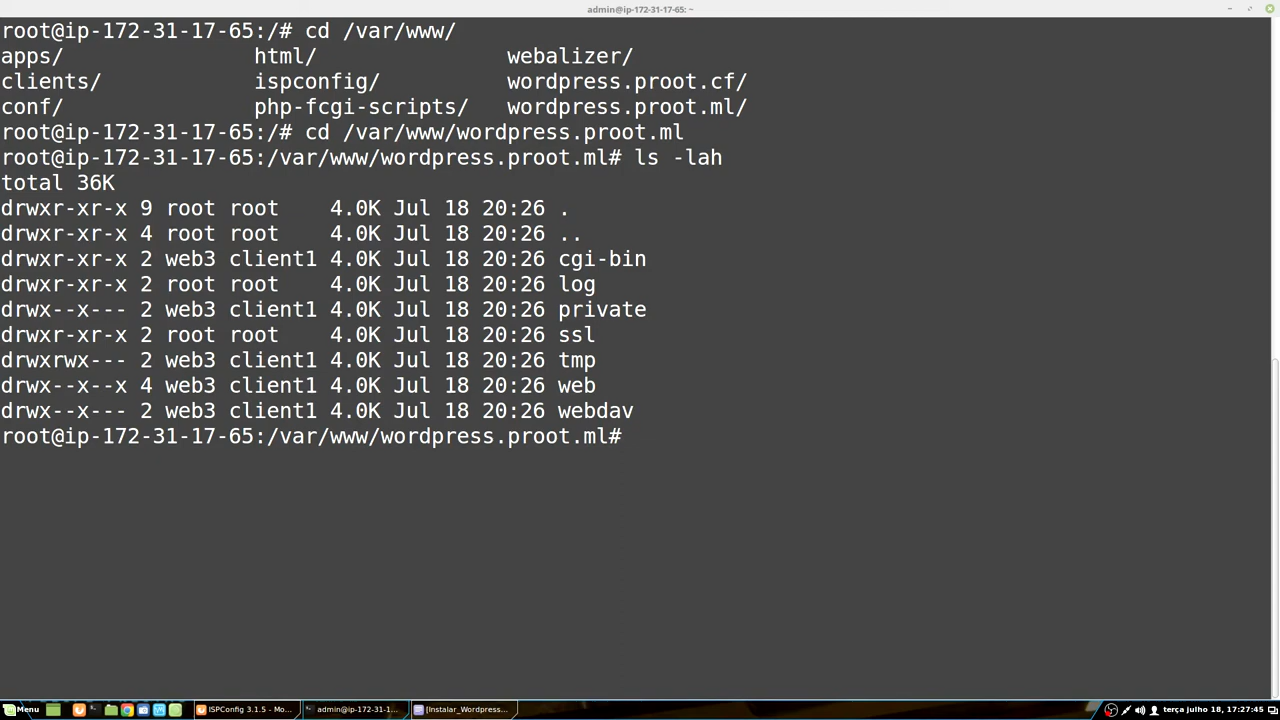 admin@ip-172-31-17-65: ~
root@ip-172-31-17-65:/# cd /var/www/
apps/ html/ webalizer/
clients/ ispconfig/ wordpress.proot.cf/
conf/ php-fcgi-scripts/ wordpress.proot.ml/
root@ip-172-31-17-65:/# cd /var/www/wordpress.proot.ml
root@ip-172-31-17-65:/var/www/wordpress.proot.ml# ls -lah
total 36K
drwxr-xr-x 9 root root 4.0K Jul 18 20:26 .
drwxr-xr-x 4 root root 4.0K Jul 18 20:26 ..
drwxr-xr-x 2 web3 client1 4.0K Jul 18 20:26 cgi-bin
drwxr-xr-x 2 root root 4.0K Jul 18 20:26 log
drwx--x--- 2 web3 client1 4.0K Jul 18 20:26 private
drwxr-xr-x 2 root root 4.0K Jul 18 20:26 ssl
drwxrwx--- 2 web3 client1 4.0K Jul 18 20:26 tmp
drwx--x--x 4 web3 client1 4.0K Jul 18 20:26 web
drwx--x--- 2 web3 client1 4.0K Jul 18 20:26 webdav
root@ip-172-31-17-65:/var/www/wordpress.proot.ml#
Menu ISPConfig 3.1.5 - Mo... admin@ip-172-31-1... [Instalar_Wordpress... terça julho 18, 17:27:45